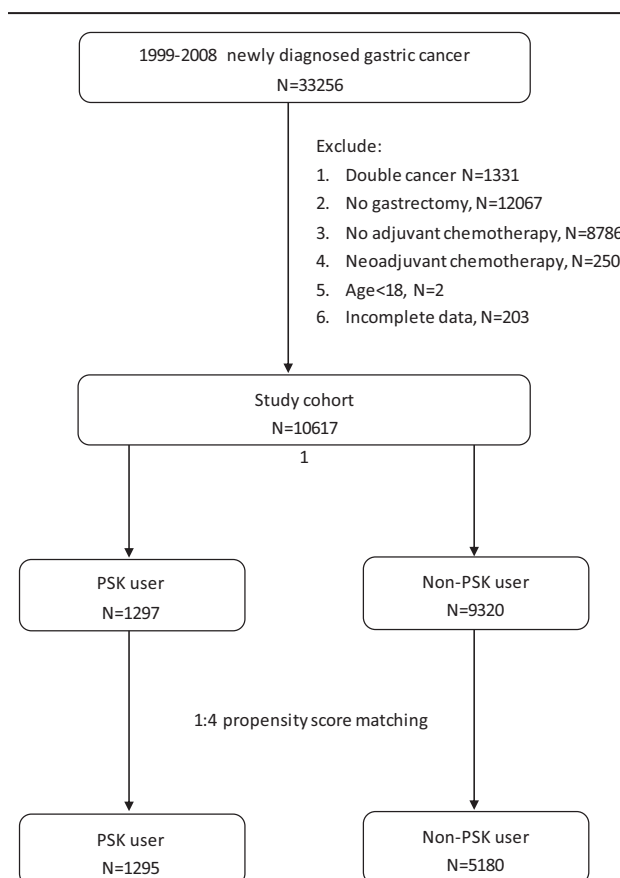 1999-2008 newly diagnosed gastric cancer
N=33256
Exclude:
1. Double cancer N=1331
2. No gastrectomy, N=12067
3. No adjuvant chemotherapy, N=8786
4. Neoadjuvant chemotherapy, N=250
5. Age<18, N=2
6. Incomplete data, N=203
Study cohort
N=10617
1
PSK user
N=1297
Non-PSK user
N=9320
1:4 propensity score matching
PSK user
N=1295
Non-PSK user
N=5180